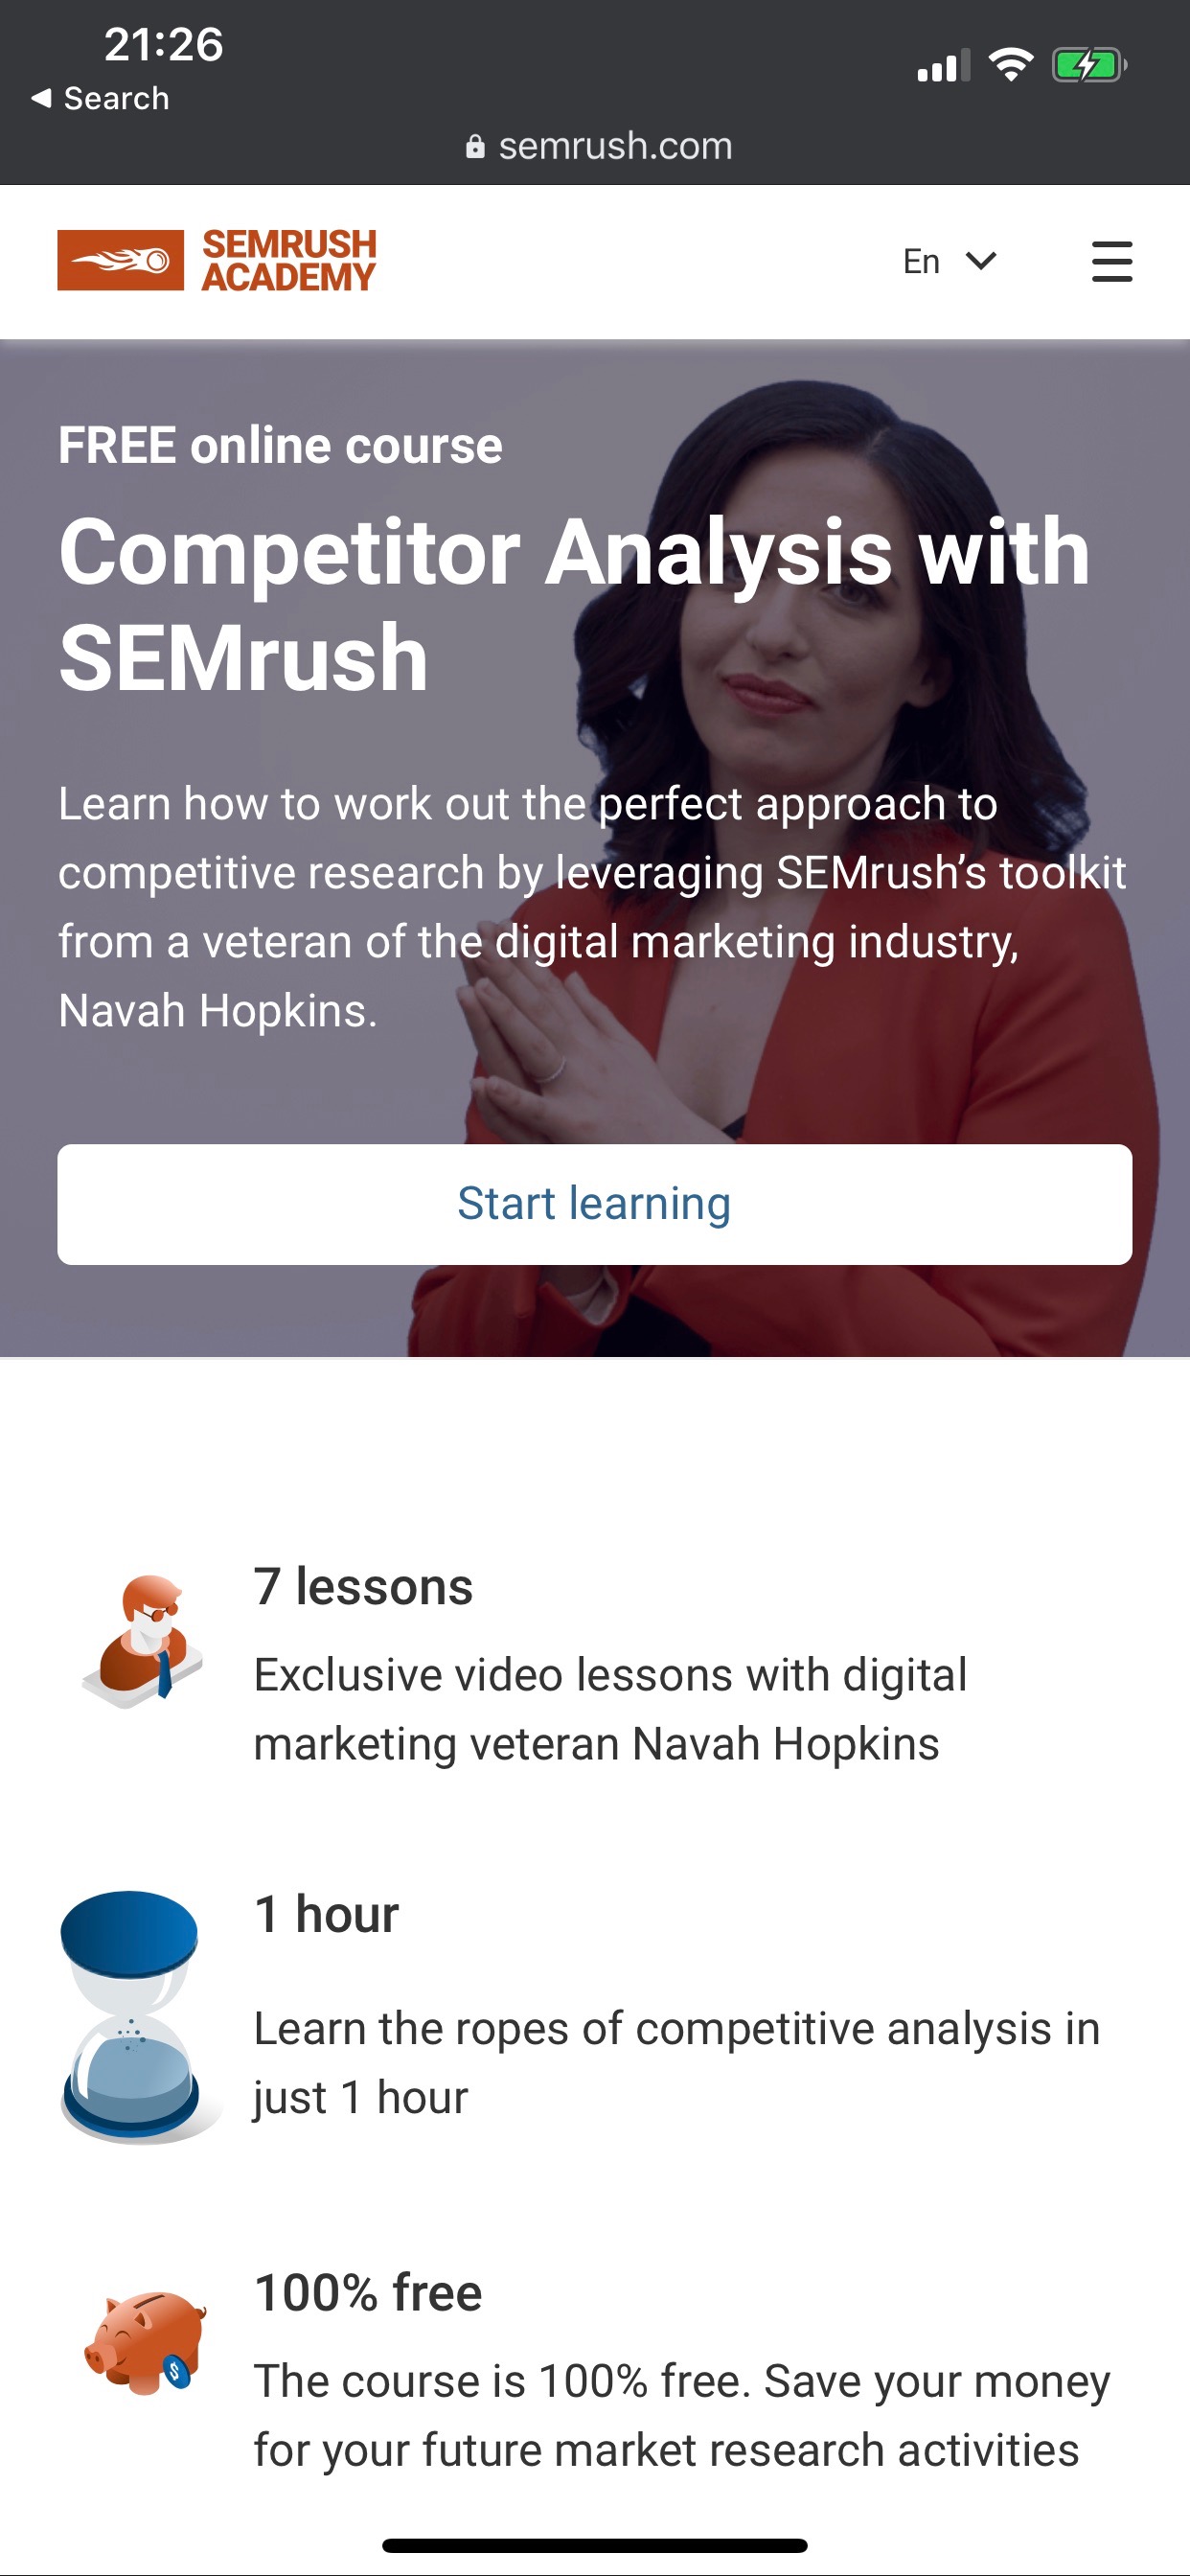 21:26
◀ Search
semrush.com
SEMRUSH
ACADEMY
En
FREE online course
Competitor Analysis with
SEMrush
Learn how to work out the perfect approach to
competitive research by leveraging SEMrush’s toolkit
from a veteran of the digital marketing industry,
Navah Hopkins.
Start learning
7 lessons
Exclusive video lessons with digital
marketing veteran Navah Hopkins
1 hour
Learn the ropes of competitive analysis in
just 1 hour
100% free
$
The course is 100% free. Save your money
for your future market research activities